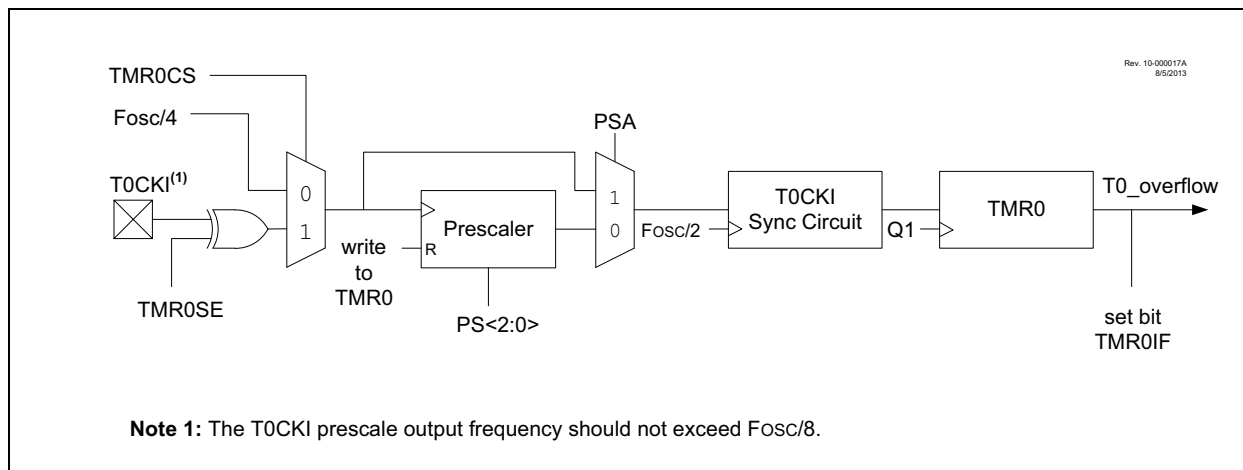 Rev. 10-000017A
8/5/2013
TMR0CS
Fosc/4
PSA
T0CKI(1)
0
1
1
0
T0CKI
Sync Circuit
TMR0
T0_overflow
Prescaler
R
write
to
TMR0
FOSC/2
Q1
TMR0SE
PS<2:0>
set bit
TMR0IF
Note 1: The T0CKI prescale output frequency should not exceed FOSC/8.